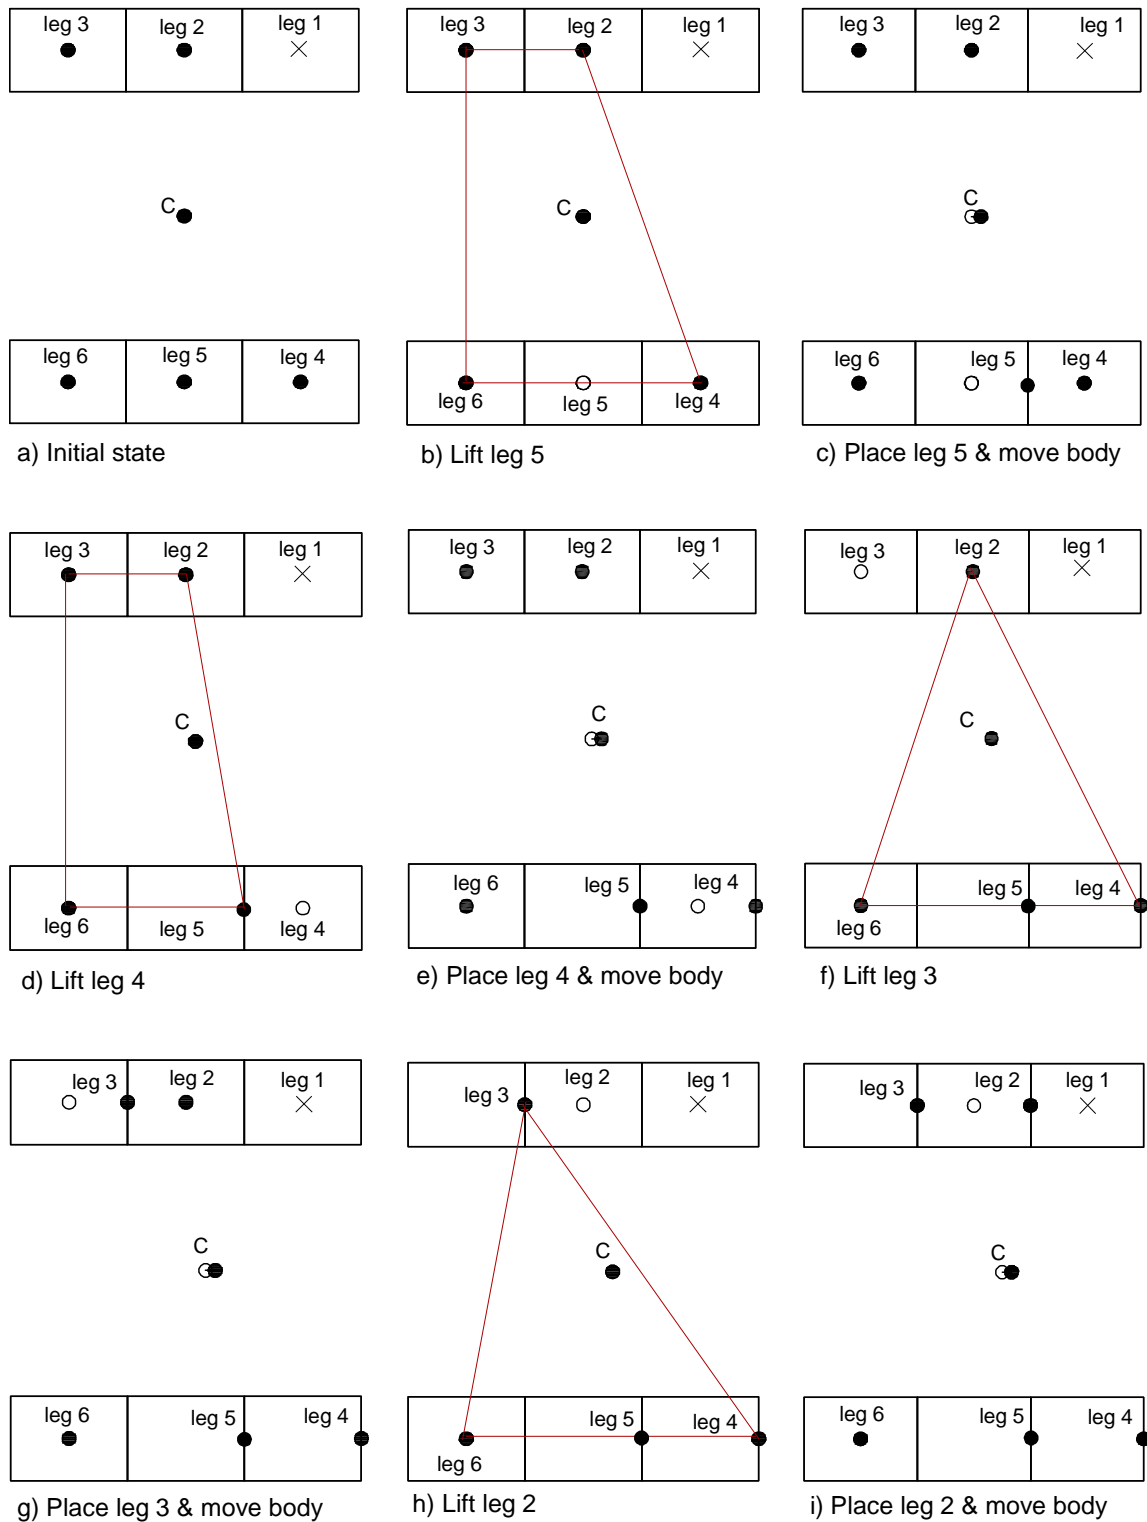 leg 3 leg 2 leg 1
C
leg 6 leg 5 leg 4
a) Initial state
leg 3 leg 2 leg 1
C
leg 6 leg 5 leg 4
b) Lift leg 5
leg 3 leg 2 leg 1
C
leg 6 leg 5 leg 4
c) Place leg 5 & move body
leg 3 leg 2 leg 1
C
leg 6 leg 5 leg 4
d) Lift leg 4
leg 3 leg 2 leg 1
C
leg 6 leg 5 leg 4
e) Place leg 4 & move body
leg 3 leg 2 leg 1
C
leg 6 leg 5 leg 4
f) Lift leg 3
leg 3 leg 2 leg 1
C
leg 6 leg 5 leg 4
g) Place leg 3 & move body
leg 3 leg 2 leg 1
C
leg 6 leg 5 leg 4
h) Lift leg 2
leg 3 leg 2 leg 1
C
leg 6 leg 5 leg 4
i) Place leg 2 & move body